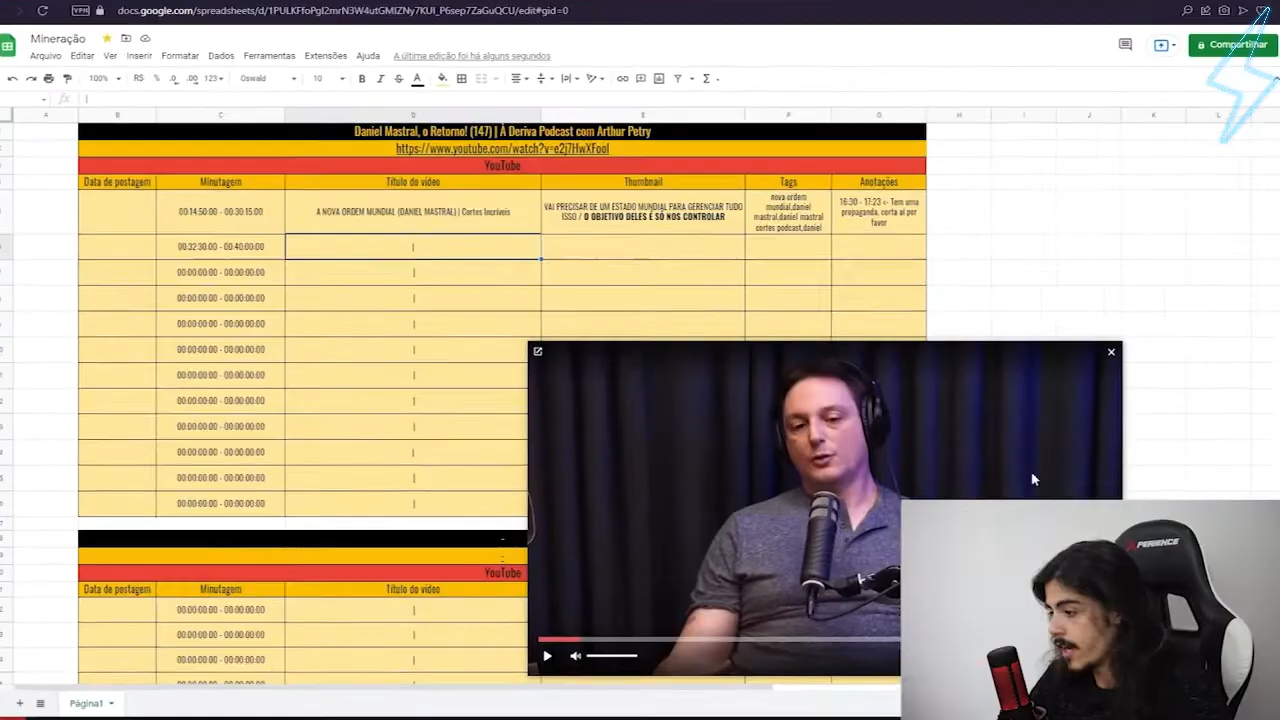 docs.google.com/spreadsheets/d/1PULKFfoPgI2mrN3W4utGMIZNy7KUI_P6sep7ZaGuQCU/edit#gid=0
Mineração
Compartilhar
Arquivo Editar Ver Inserir Formatar Dados Ferramentas Extensões Ajuda A última edição foi há alguns segundos
100% R$ % .0 .00 123 Oswald 10 B I S A
fx |
A B C D E F G H I J K L
Daniel Mastral, o Retorno! (147) | À Deriva Podcast com Arthur Petry
https://www.youtube.com/watch?v=e2j7HwXFooI
YouTube
Data de postagem Minutagem Título do vídeo Thumbnail Tags Anotações
00:14:50:00 - 00:30:15:00 A NOVA ORDEM MUNDIAL (DANIEL MASTRAL) | Cortes Incríveis
VAI PRECISAR DE UM ESTADO MUNDIAL PARA GERENCIAR TUDO
ISSO / O OBJETIVO DELES É SÓ NOS CONTROLAR
nova ordem
mundial,daniel
mastral,daniel mastral
cortes podcast,daniel
16:30 - 17:23 <- Tem uma
propaganda, corta aí por
favor
00:32:30:00 - 00:40:00:00 |
00:00:00:00 - 00:00:00:00 |
00:00:00:00 - 00:00:00:00 |
00:00:00:00 - 00:00:00:00 |
00:00:00:00 - 00:00:00:00 |
00:00:00:00 - 00:00:00:00 |
00:00:00:00 - 00:00:00:00 |
00:00:00:00 - 00:00:00:00 |
00:00:00:00 - 00:00:00:00 |
00:00:00:00 - 00:00:00:00 |
00:00:00:00 - 00:00:00:00 |
-
-
YouTube
Data de postagem Minutagem Título do vídeo
00:00:00:00 - 00:00:00:00 |
00:00:00:00 - 00:00:00:00 |
00:00:00:00 - 00:00:00:00 |
XPERIENCE
Página1